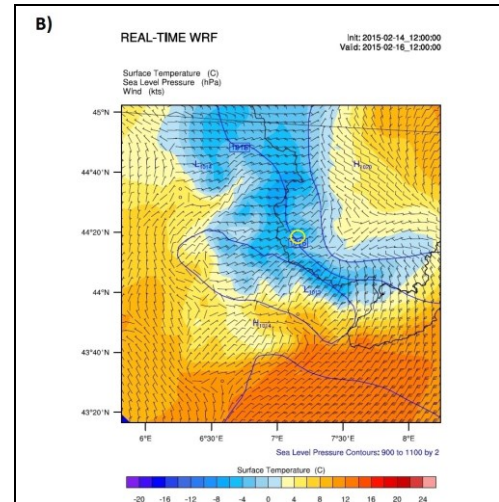 B)
REAL-TIME WRF
Init: 2015-02-14_12:00:00
Valid: 2015-02-16_12:00:00
Surface Temperature (C)
Sea Level Pressure (hPa)
Wind (kts)
45°N
44°40'N
44°20'N
44°N
43°40'N
43°20'N
6°E
6°30'E
7°E
7°30'E
8°E
Sea Level Pressure Contours: 900 to 1100 by 2
Surface Temperature (C)
-20 -16 -12 -8 -4 0 4 8 12 16 20 24